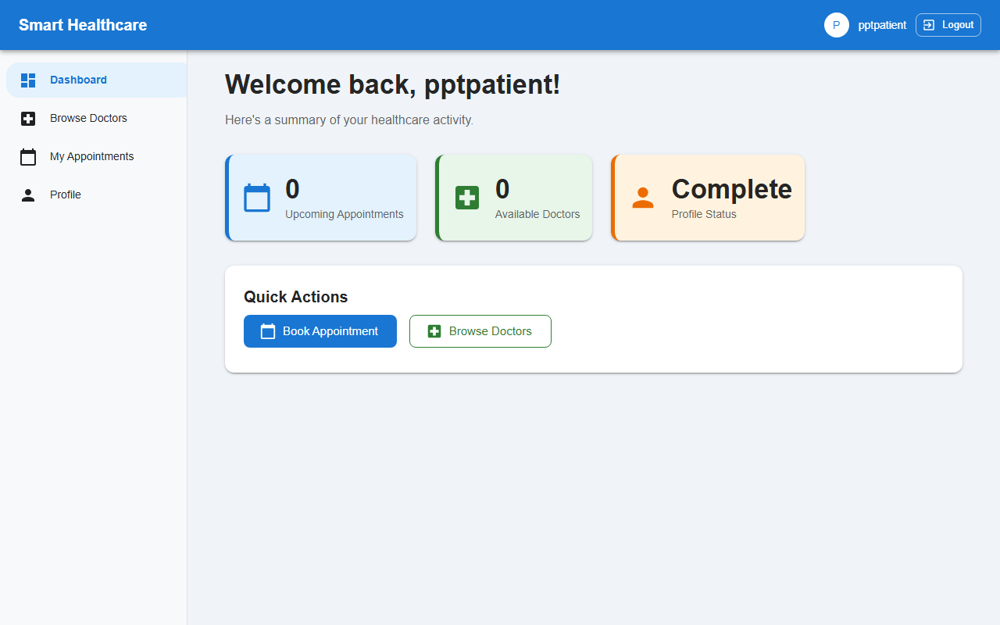 Smart Healthcare
P pptpatient Logout
Dashboard
Browse Doctors
My Appointments
Profile
Welcome back, pptpatient!
Here's a summary of your healthcare activity.
0
Upcoming Appointments
0
Available Doctors
Complete
Profile Status
Quick Actions
Book Appointment Browse Doctors